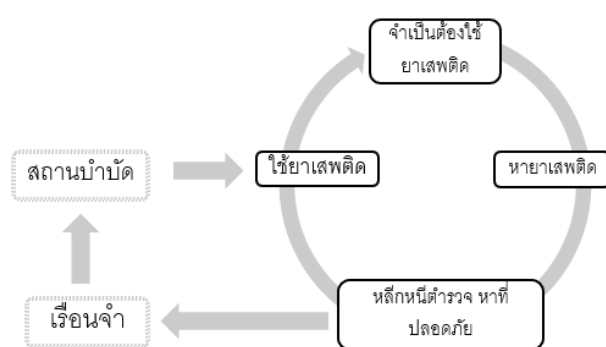 จำเป็นต้องใช้
ยาเสพติด
สถานบำบัด
ใช้ยาเสพติด
หายาเสพติด
หลีกหนีตำรวจ หาที่
ปลอดภัย
เรือนจำ